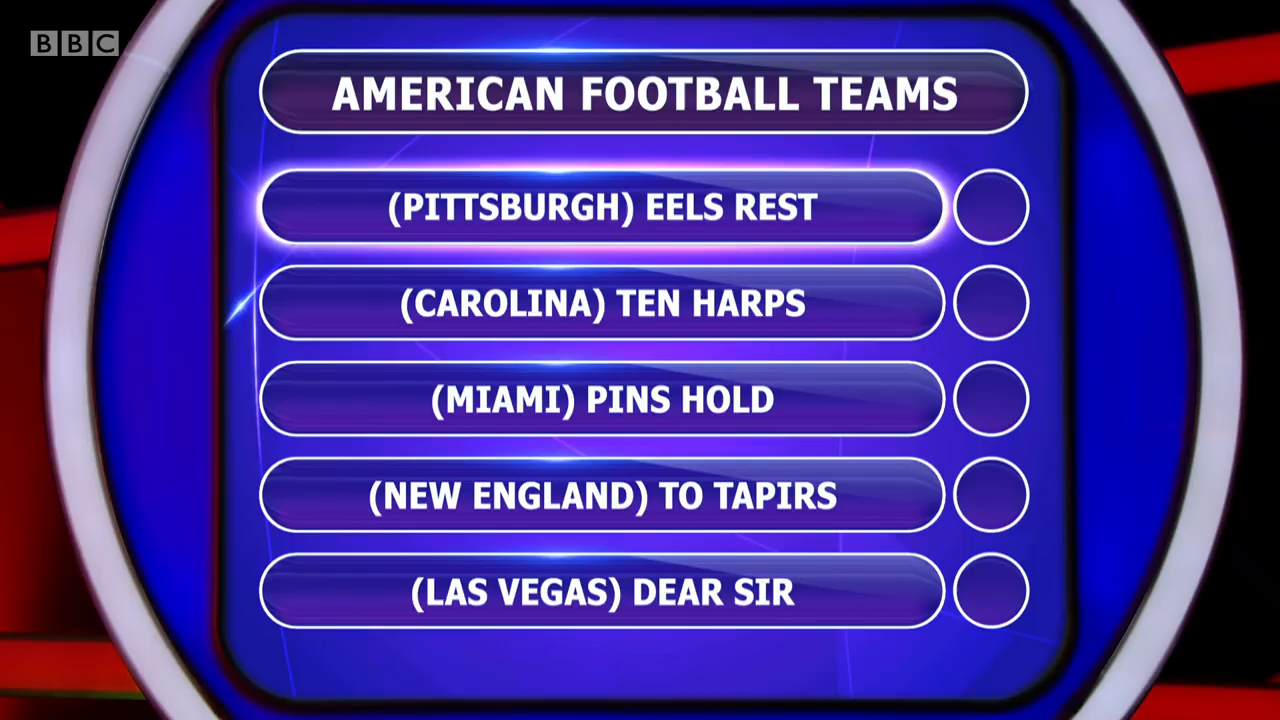 BBC
AMERICAN FOOTBALL TEAMS
(PITTSBURGH) EELS REST
(CAROLINA) TEN HARPS
(MIAMI) PINS HOLD
(NEW ENGLAND) TO TAPIRS
(LAS VEGAS) DEAR SIR